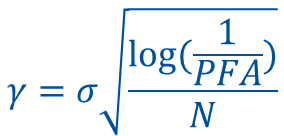 γ = σ√(log(1/PFA)/N)